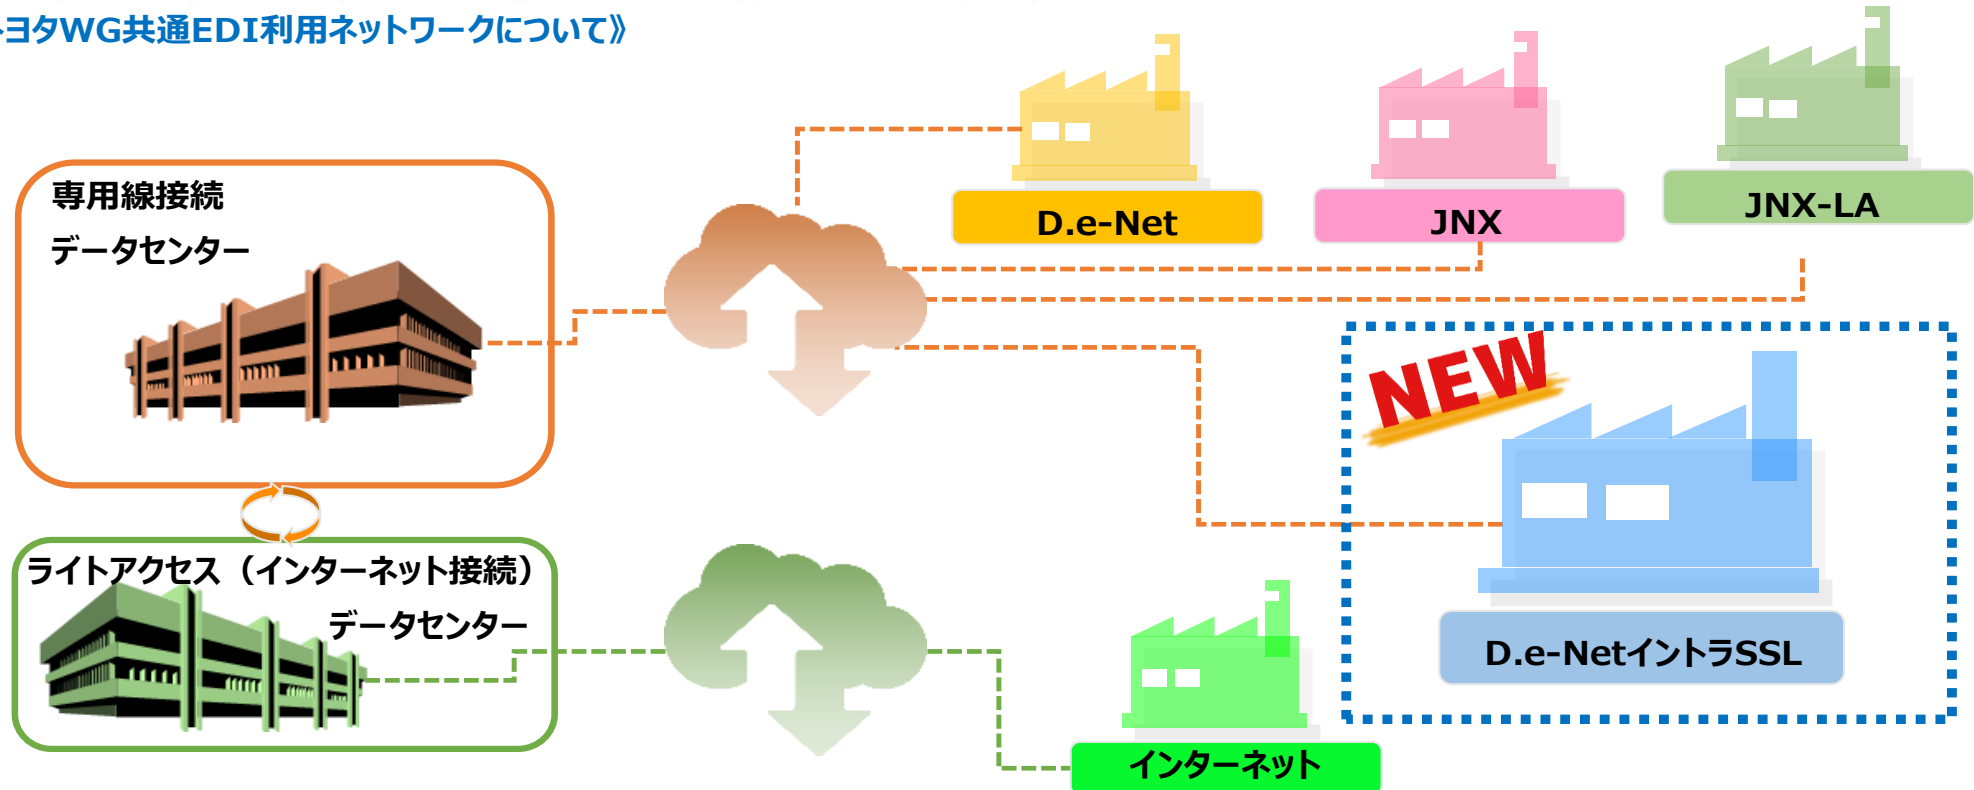 ヨタWG共通EDI利用ネットワークについて》
専用線接続
データセンター
D.e-Net
JNX
JNX-LA
NEW
D.e-NetイントラSSL
ライトアクセス（インターネット接続）
データセンター
インターネット